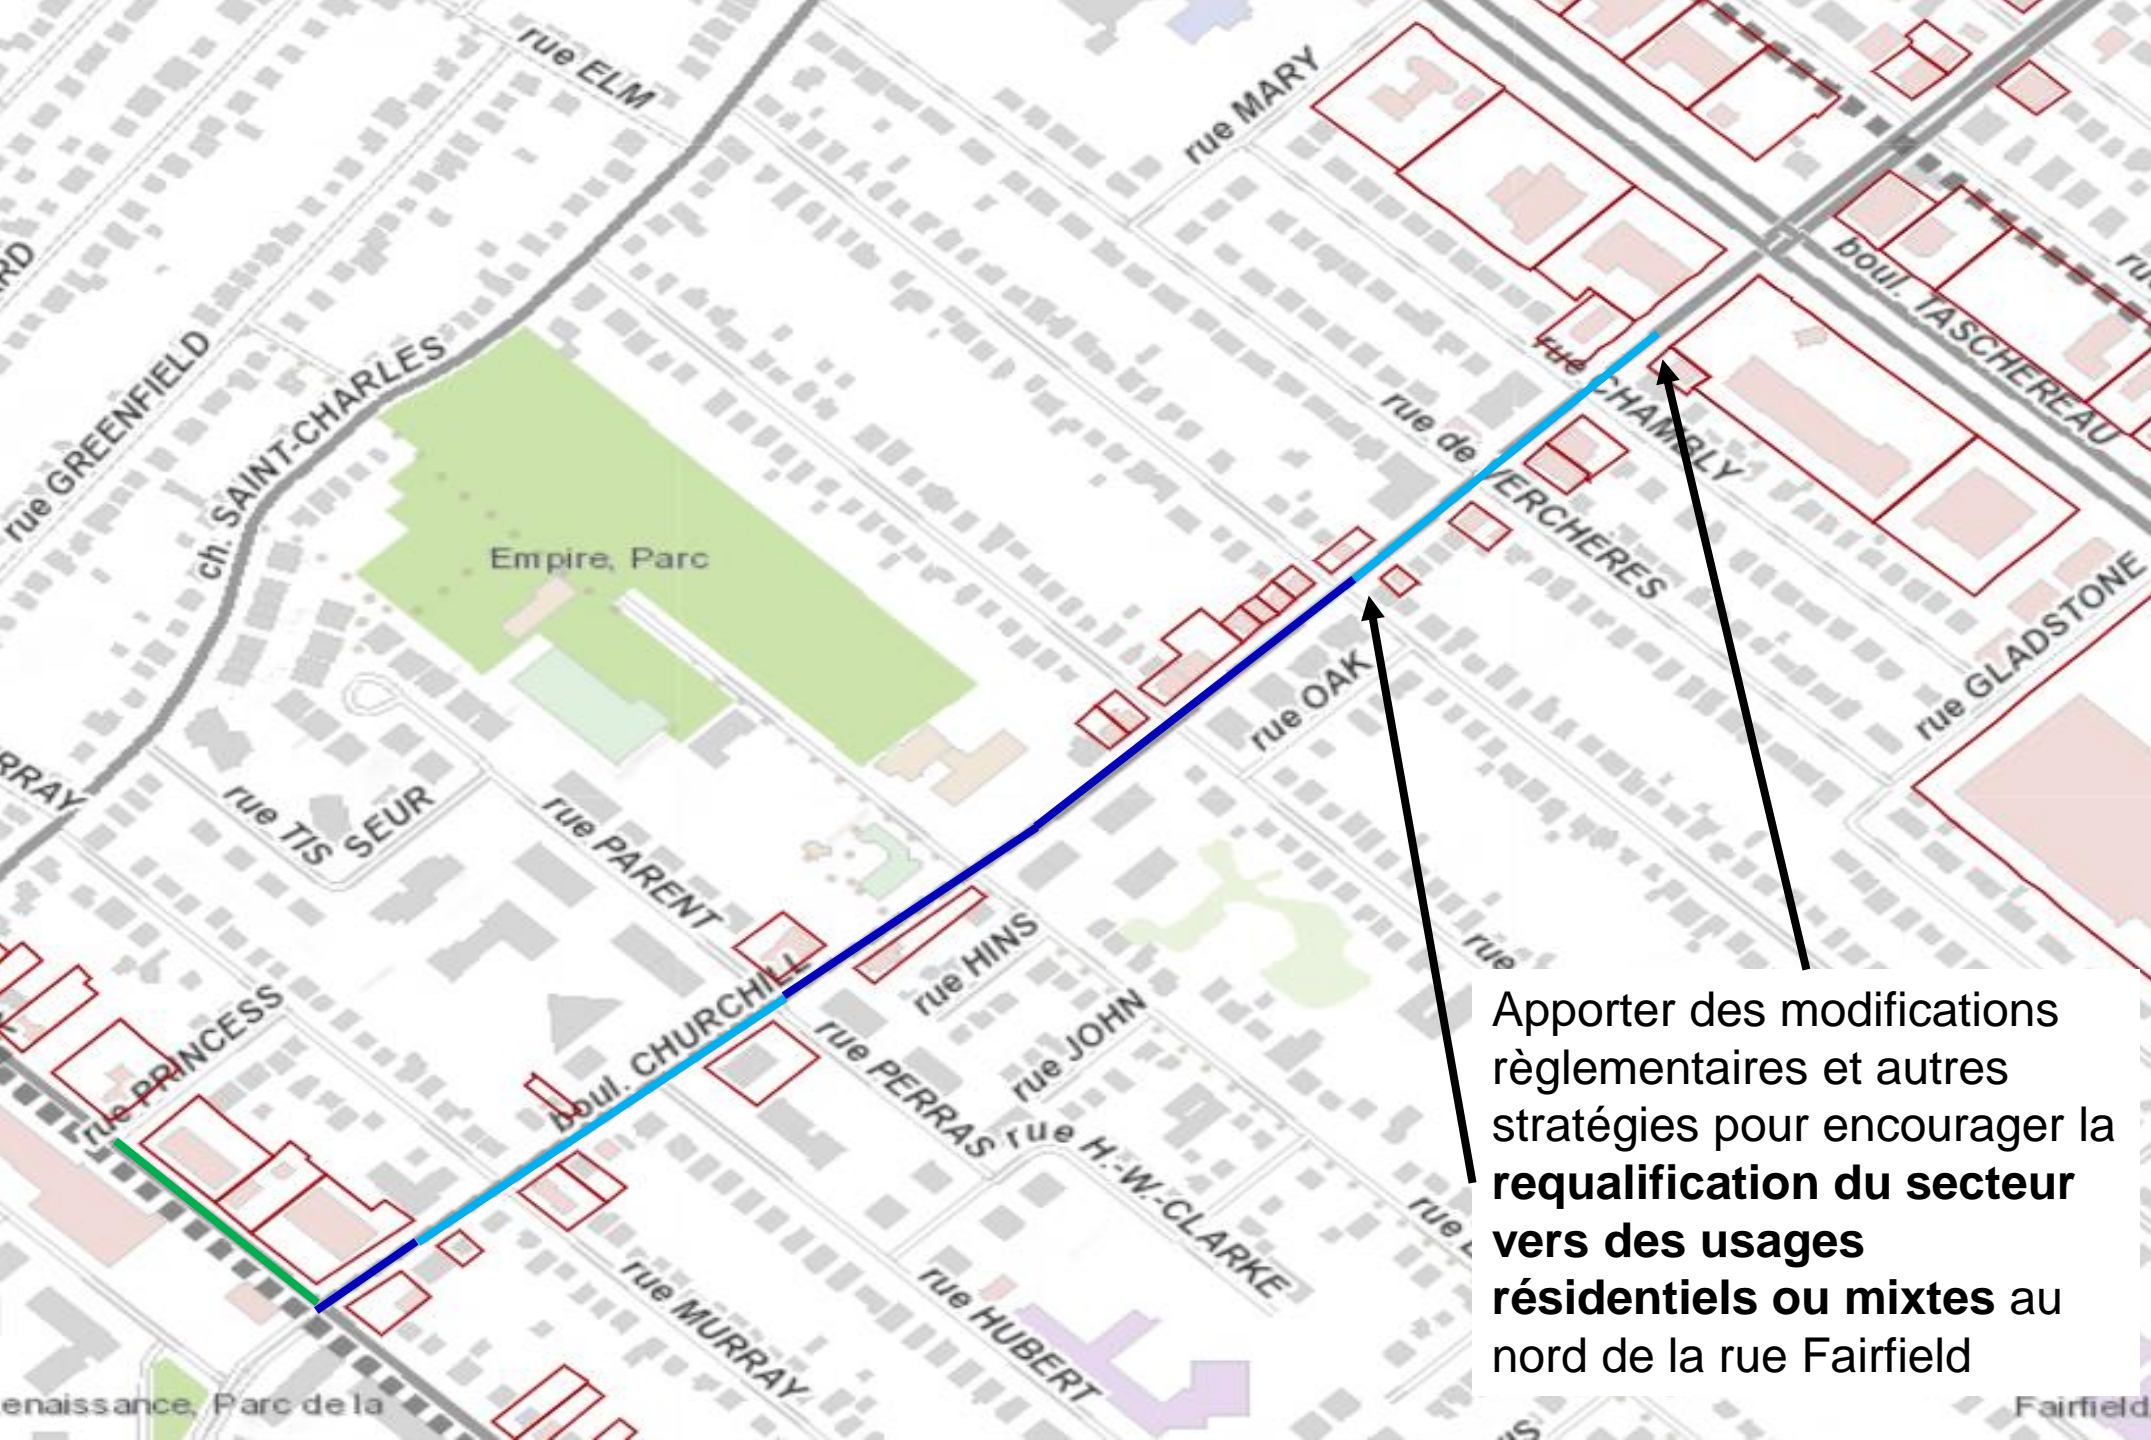 rue ELM
rue MARY
boul. TASCHEREAU
rue GREENFIELD
ch. SAINT-CHARLES
rue CHAMBLY
rue de VERCHERES
Empire, Parc
rue GLADSTONE
rue OAK
rue TISSEUR
rue PARENT
rue HINS
rue
boul. CHURCHILL
rue PRINCESS
rue JOHN
rue PERRAS
rue H.-W.-CLARKE
rue MURRAY
rue HUBERT
Apporter des modifications
règlementaires et autres
stratégies pour encourager la
requalification du secteur
vers des usages
résidentiels ou mixtes au
nord de la rue Fairfield
enaissance, Parc de la
Fairfield